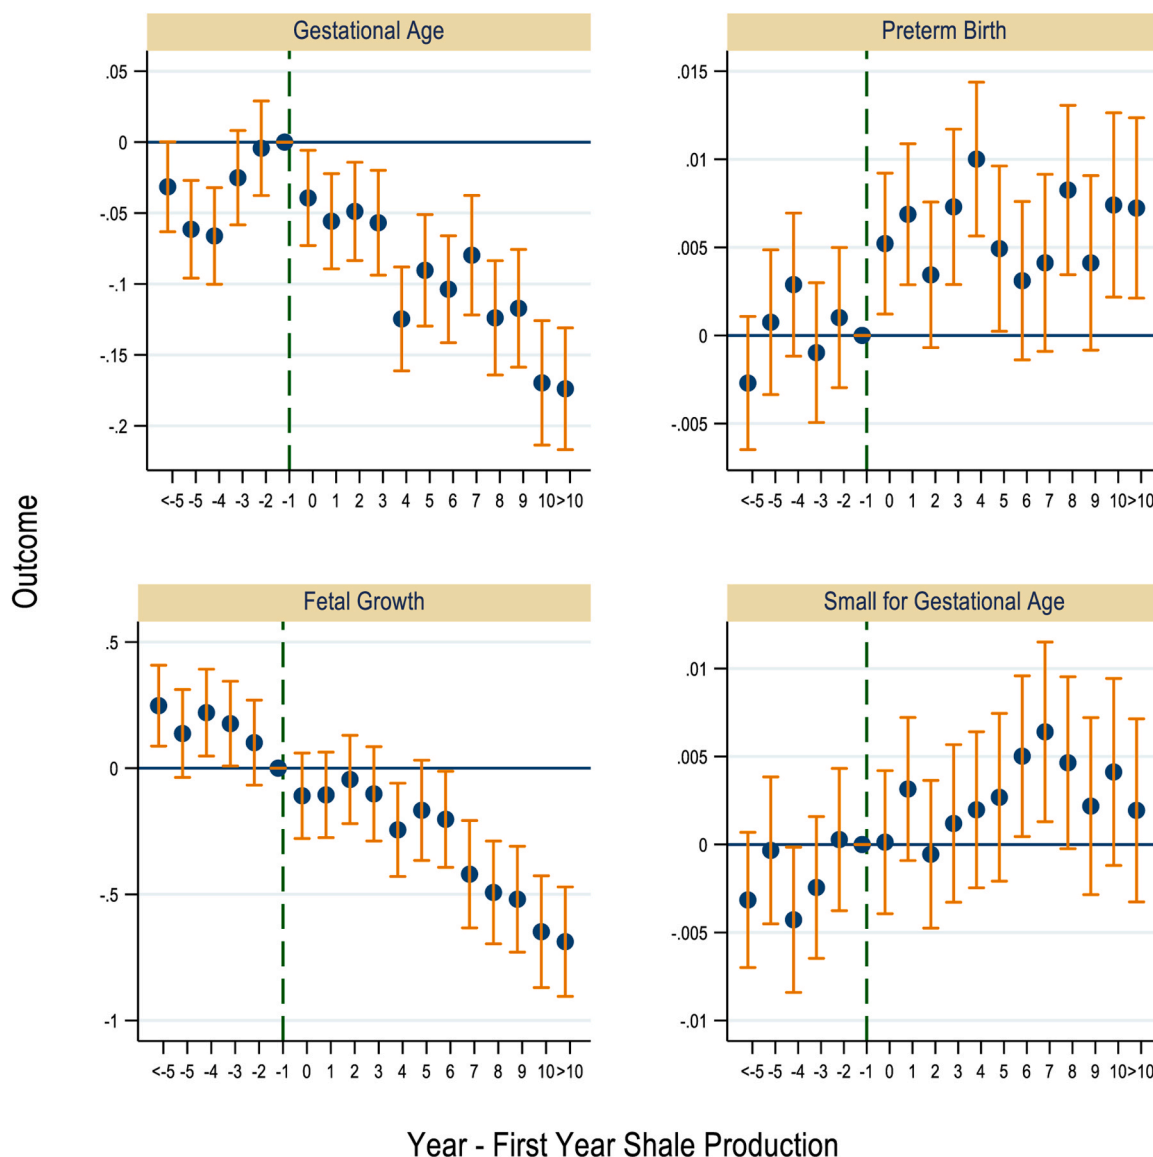 Gestational Age
.05
0
-.05
-.1
-.15
-.2
<-5 -5 -4 -3 -2 -1 0 1 2 3 4 5 6 7 8 9 10 >10
Preterm Birth
.015
.01
.005
0
-.005
<-5 -5 -4 -3 -2 -1 0 1 2 3 4 5 6 7 8 9 10 >10
Outcome
Fetal Growth
.5
0
-.5
-1
<-5 -5 -4 -3 -2 -1 0 1 2 3 4 5 6 7 8 9 10 >10
Small for Gestational Age
.01
.005
0
-.005
-.01
<-5 -5 -4 -3 -2 -1 0 1 2 3 4 5 6 7 8 9 10 >10
Year - First Year Shale Production